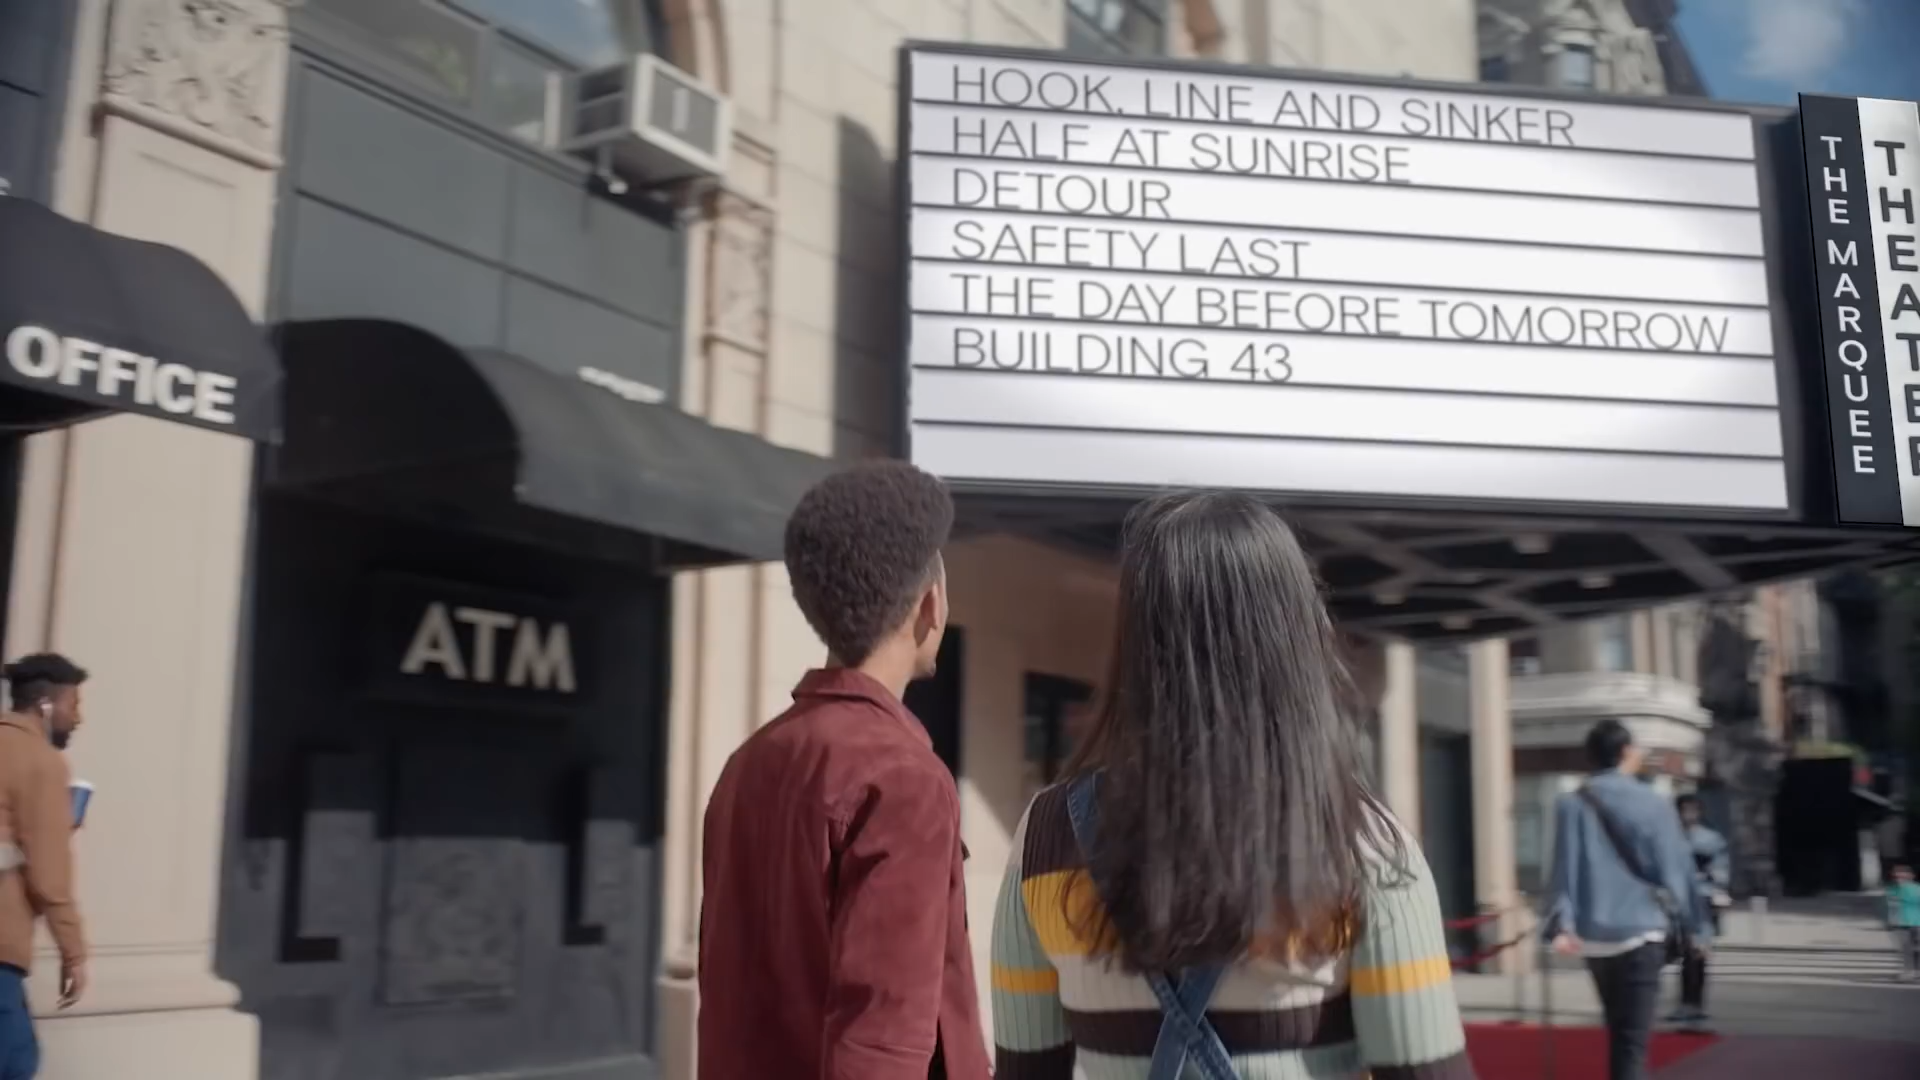 OFFICE
ATM
HOOK, LINE AND SINKER
HALF AT SUNRISE
DETOUR
SAFETY LAST
THE DAY BEFORE TOMORROW
BUILDING 43
THE MARQUEE
THEATER